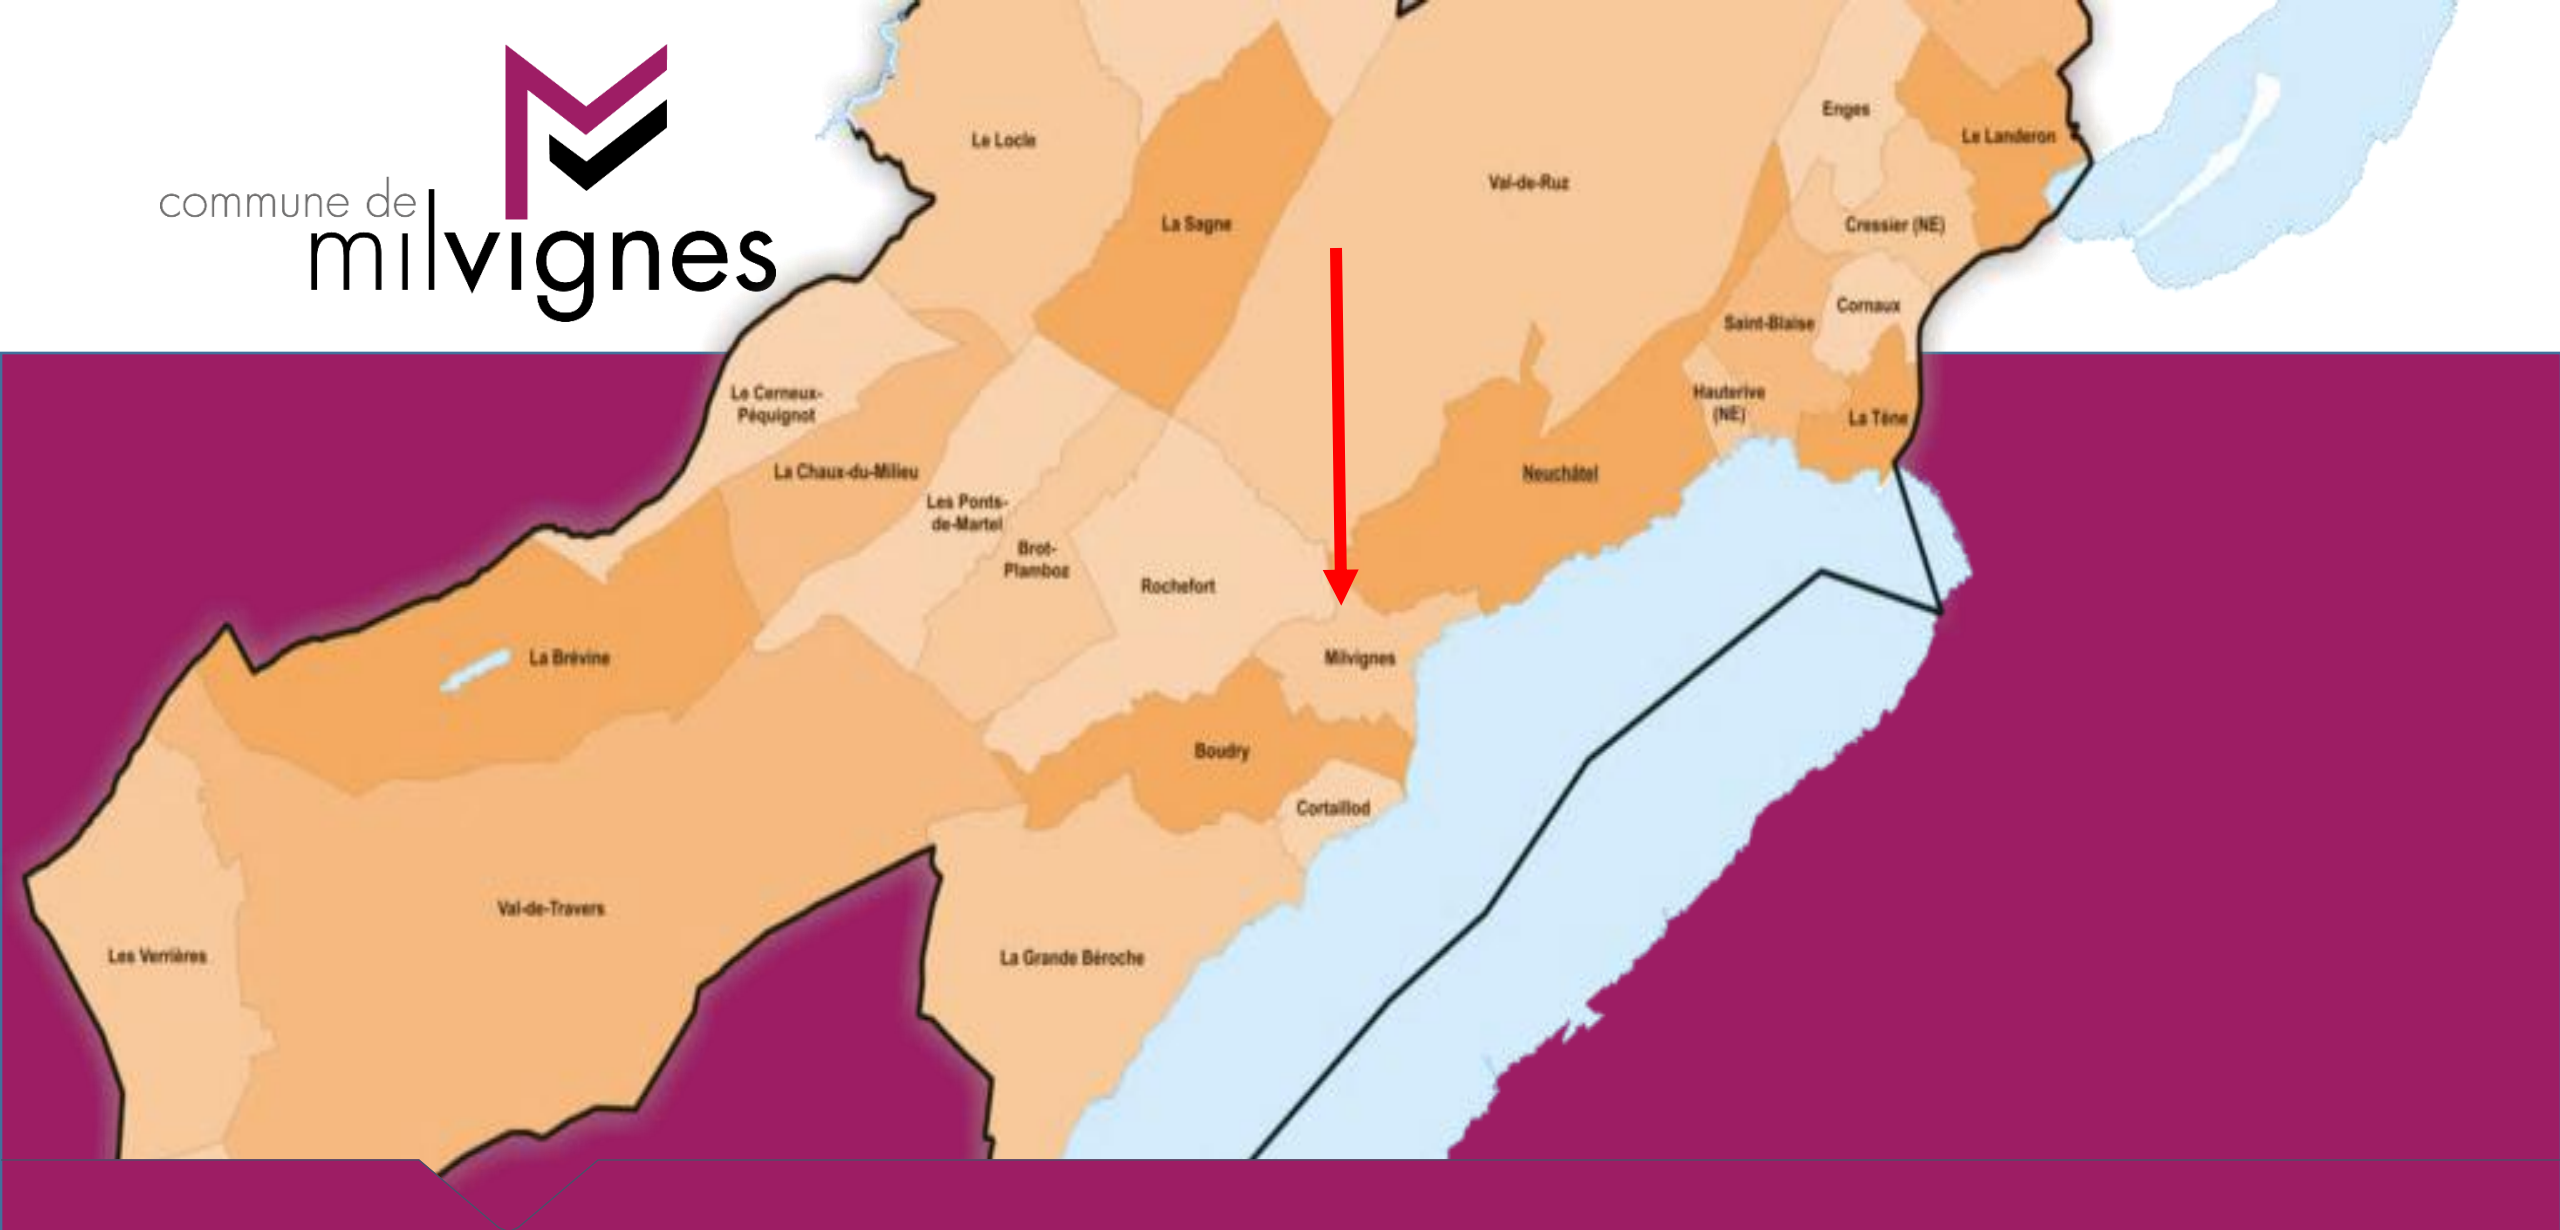 commune de
milvignes
Le Locle
La Sagne
Val-de-Ruz
Enges
Le Landeron
Cressier (NE)
Cornaux
Saint-Blaise
Hauterive
(NE)
La Tène
Neuchâtel
Le Cerneux-
Péquignot
La Chaux-du-Milieu
Les Ponts-
de-Martel
Brot-
Plamboz
Rochefort
La Brévine
Milvignes
Boudry
Cortaillod
Val-de-Travers
Les Verrières
La Grande Béroche